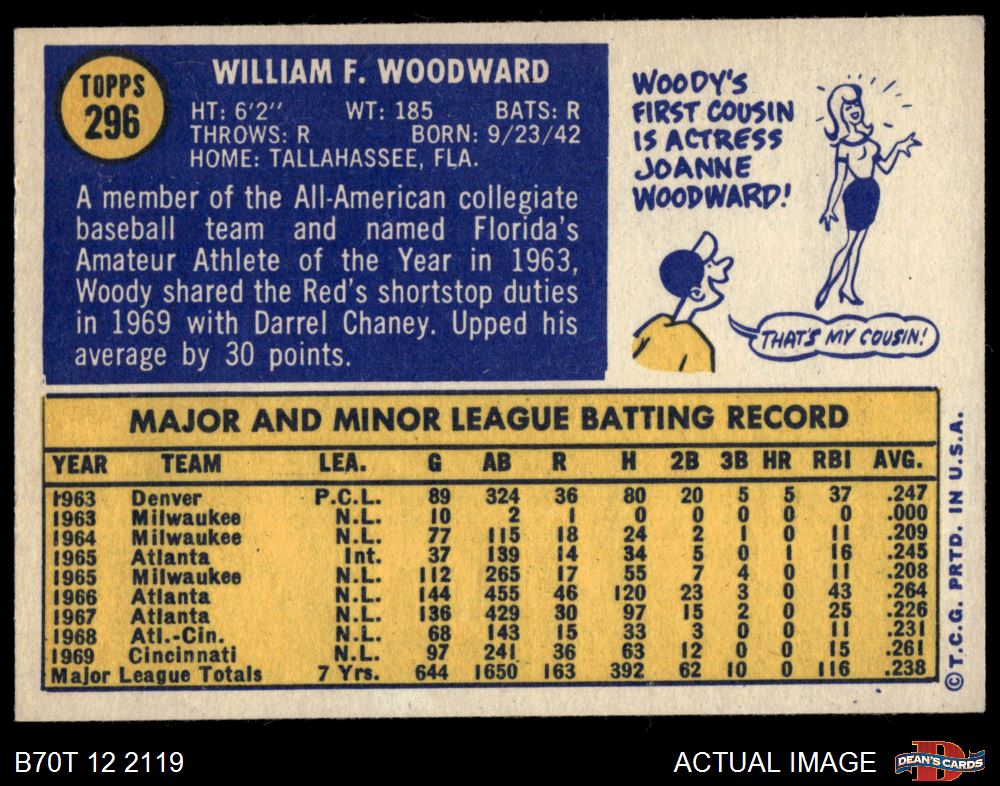 TOPPS
296
WILLIAM F. WOODWARD
HT: 6'2" WT: 185 BATS: R
THROWS: R BORN: 9/23/42
HOME: TALLAHASSEE, FLA.
A member of the All-American collegiate
baseball team and named Florida's
Amateur Athlete of the Year in 1963,
Woody shared the Red's shortstop duties
in 1969 with Darrel Chaney. Upped his
average by 30 points.
WOODY'S
FIRST COUSIN
IS ACTRESS
JOANNE
WOODWARD!
THAT'S MY COUSIN!
MAJOR AND MINOR LEAGUE BATTING RECORD
YEAR TEAM LEA. G AB R H 2B 3B HR RBI AVG.
1963 Denver P.C.L. 89 324 36 80 20 5 5 37 .247
1963 Milwaukee N.L. 10 2 1 0 0 0 0 0 .000
1964 Milwaukee N.L. 77 115 18 24 2 1 0 11 .209
1965 Atlanta Int. 37 139 14 34 5 0 1 16 .245
1965 Milwaukee N.L. 112 265 17 55 7 4 0 11 .208
1966 Atlanta N.L. 144 455 46 120 23 3 0 43 .264
1967 Atlanta N.L. 136 429 30 97 15 2 0 25 .226
1968 Atl.-Cin. N.L. 68 143 15 33 3 0 0 11 .231
1969 Cincinnati N.L. 97 241 36 63 12 0 0 15 .261
Major League Totals 7 Yrs. 644 1650 163 392 62 10 0 116 .238
©T.C.G. PRTD. IN U.S.A.
B70T 12 2119
ACTUAL IMAGE
D
DEAN'S CARDS